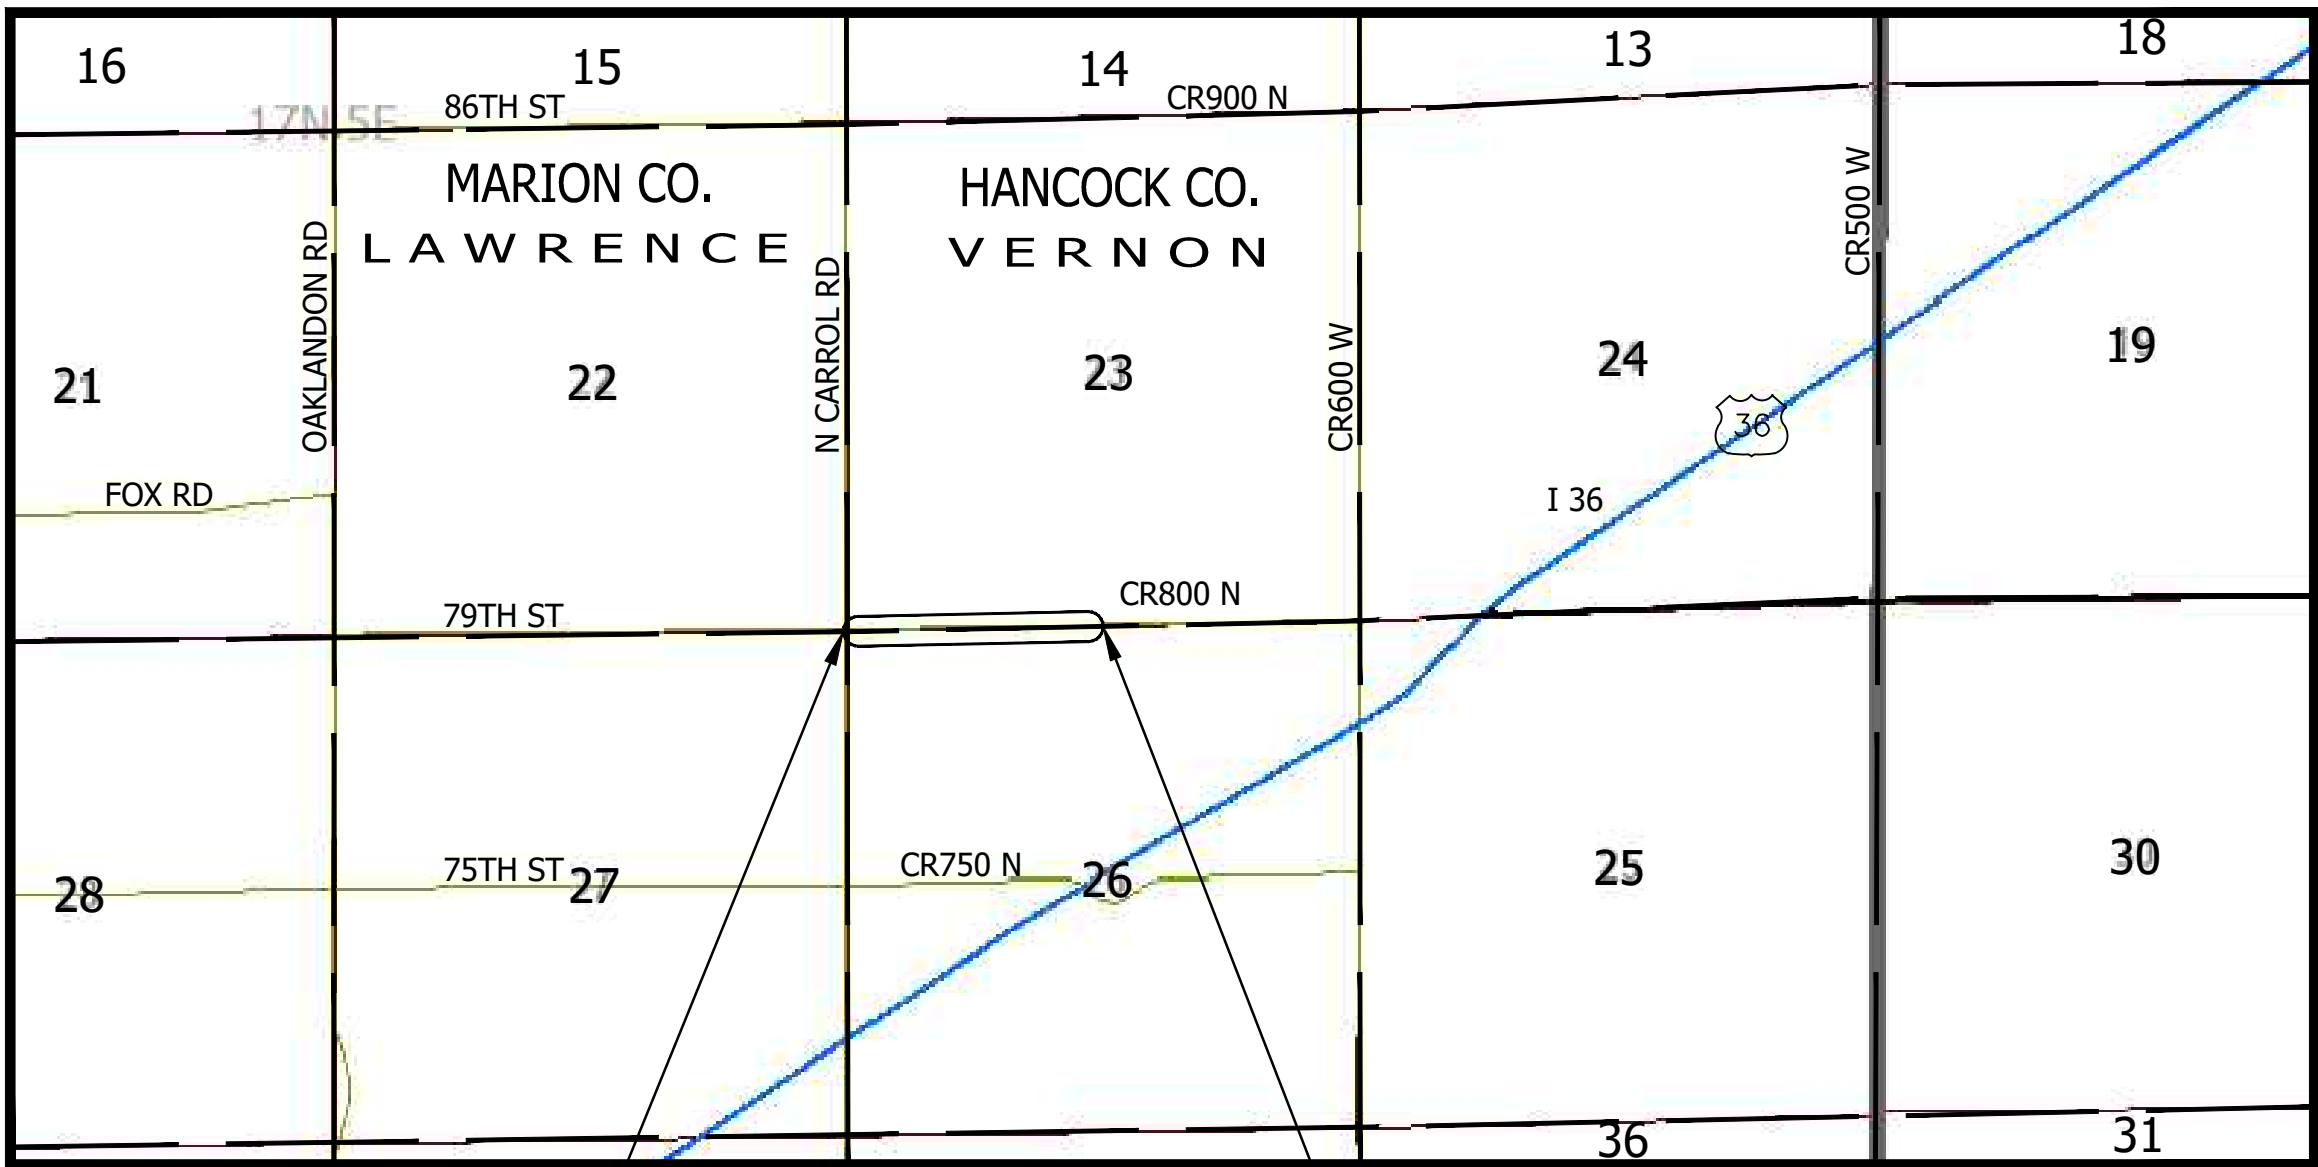 16
15
14
13
18
17N 5E
86TH ST
CR900 N
MARION CO.
LAWRENCE
HANCOCK CO.
VERNON
OAKLANDON RD
N CARROL RD
CR600 W
CR500 W
21
22
23
24
19
36
I 36
FOX RD
79TH ST
CR800 N
28
75TH ST
27
CR750 N
26
25
30
36
31